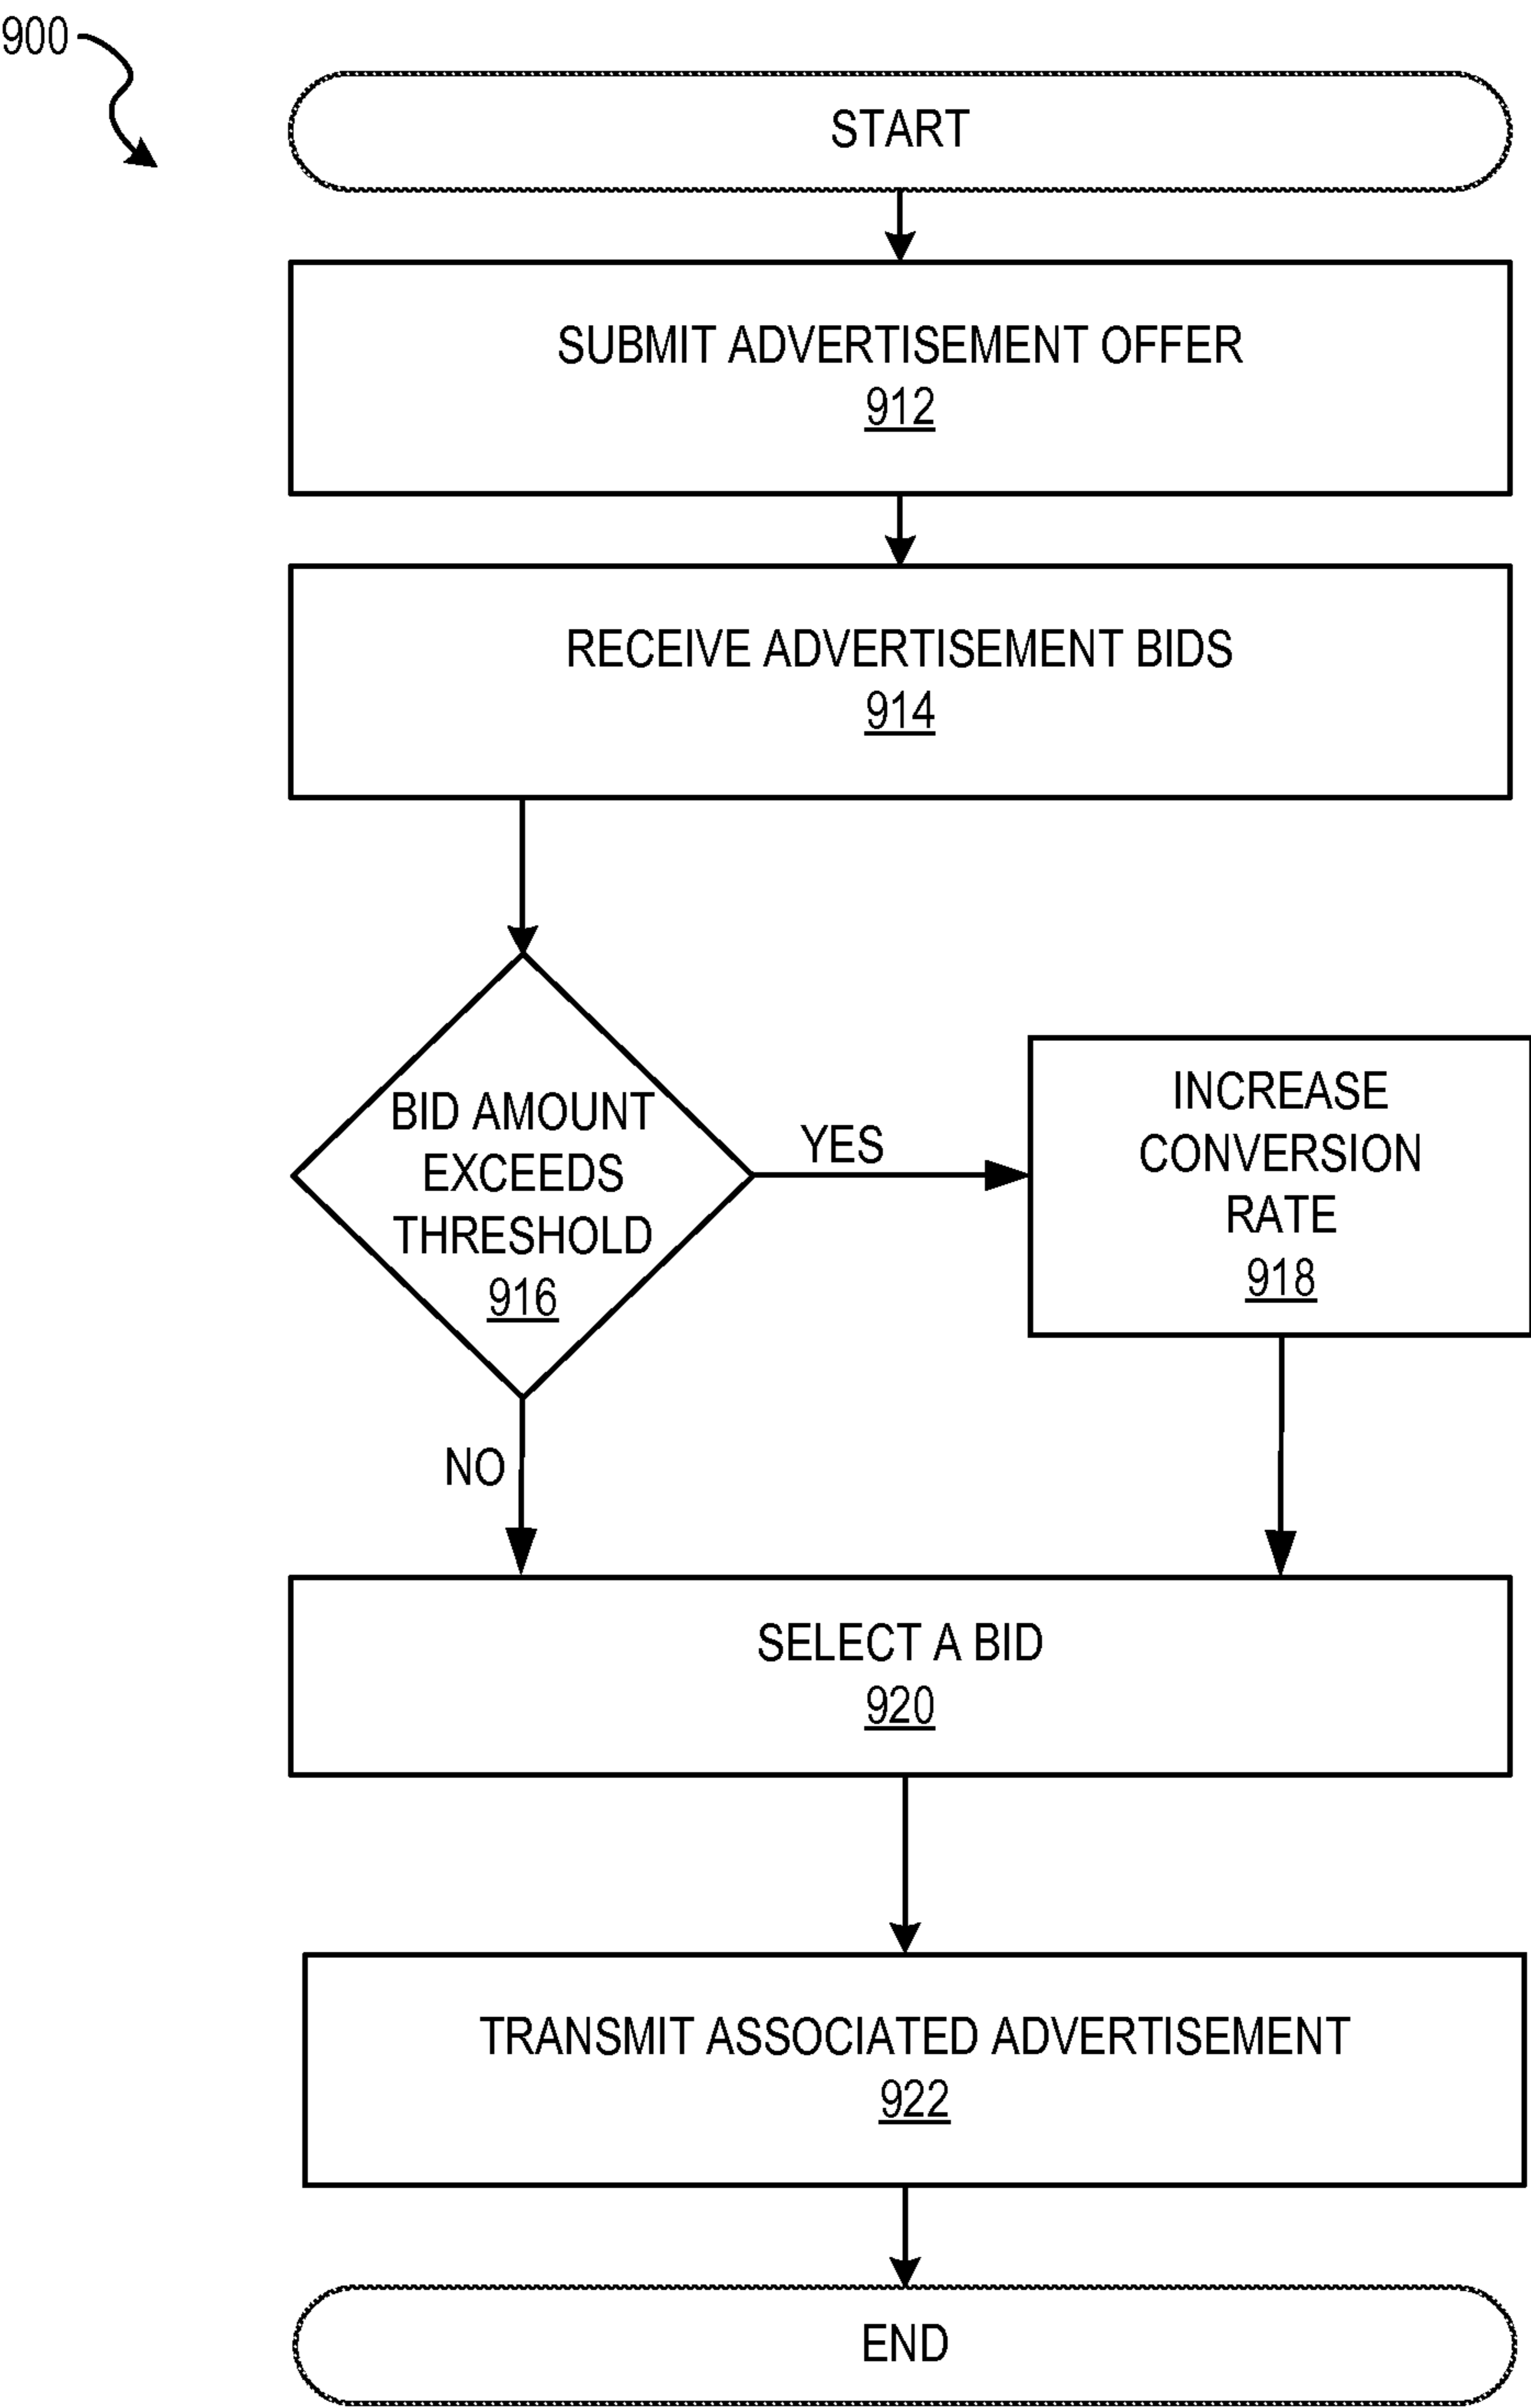 900
START
SUBMIT ADVERTISEMENT OFFER
912
RECEIVE ADVERTISEMENT BIDS
914
BID AMOUNT
EXCEEDS
THRESHOLD
916
YES
INCREASE
CONVERSION
RATE
918
NO
SELECT A BID
920
TRANSMIT ASSOCIATED ADVERTISEMENT
922
END